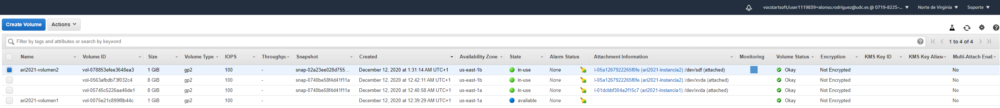 vocstartsoft/user1119839=alonso.rodriguez@udc.es @ 0719-8225-... Norte de Virginia Soporte
Create Volume Actions
Filter by tags and attributes or search by keyword 1 to 4 of 4
Name Volume ID Size Volume Type IOPS Throughpu Snapshot Created Availability Zone State Alarm Status Attachment Information Monitoring Volume Status Encryption KMS Key ID KMS Key Alias Multi-Attach Enab
ari2021-volumen2 vol-078853efee3648ea3 1 GiB gp2 100 - snap-02a23ee028d755... December 12, 2020 at 1:31:14 AM UTC+1 us-east-1b in-use None i-05a1267922265f0fe (ari2021-instancia2):/dev/sdf (attached) Okay Not Encrypted No
vol-0563afbdb73f032c4 8 GiB gp2 100 - snap-0740be58f4d41f11a December 12, 2020 at 12:42:11 AM UTC+1 us-east-1b in-use None i-05a1267922265f0fe (ari2021-instancia2):/dev/xvda (attached) Okay Not Encrypted No
vol-05745c5226aa46de1 8 GiB gp2 100 - snap-0740be58f4d41f11a December 12, 2020 at 12:40:58 AM UTC+1 us-east-1a in-use None i-01dcbbf304a2f15c7 (ari2021-instancia1):/dev/xvda (attached) Okay Not Encrypted No
ari2021-volumen1 vol-0075e21c899f8b44c 1 GiB gp2 100 - December 12, 2020 at 12:39:29 AM UTC+1 us-east-1a available None Okay Not Encrypted No